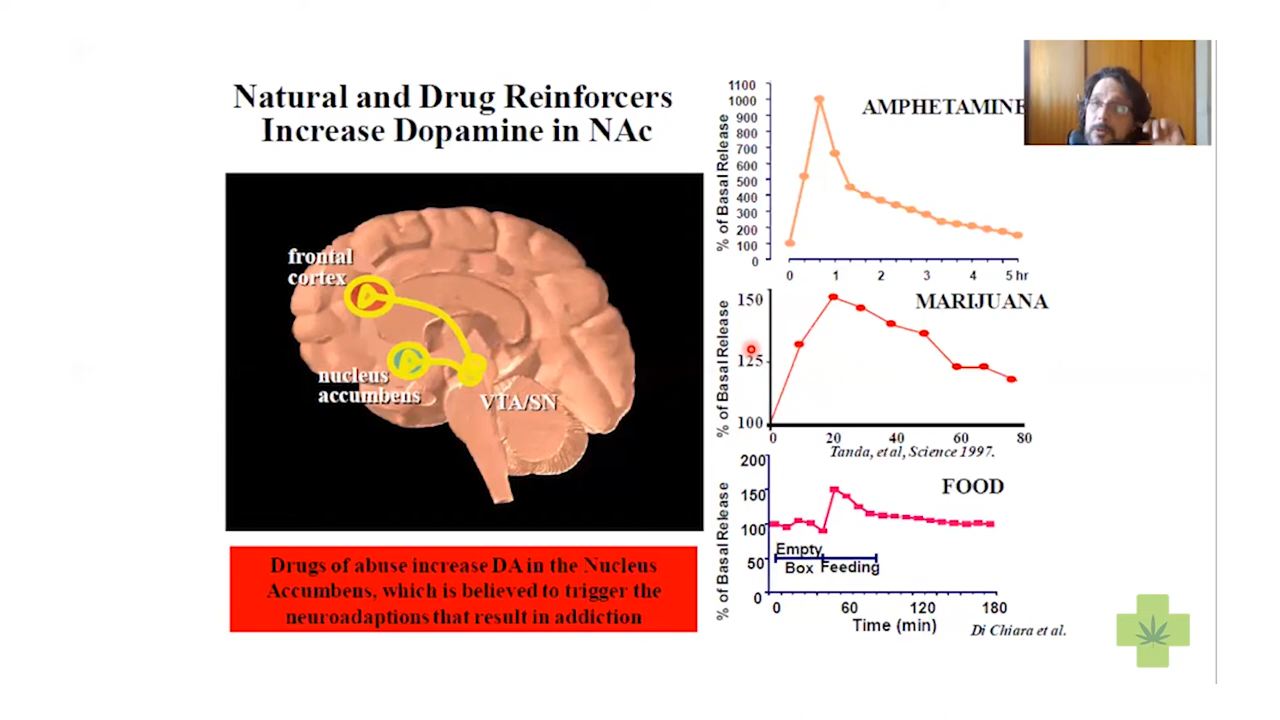 Natural and Drug Reinforcers
Increase Dopamine in NAc
frontal
cortex
nucleus
accumbens
VTA/SN
Drugs of abuse increase DA in the Nucleus
Accumbens, which is believed to trigger the
neuroadaptions that result in addiction
AMPHETAMINE
% of Basal Release
1100
1000
900
800
700
600
500
400
300
200
100
0
0 1 2 3 4 5 hr
MARIJUANA
% of Basal Release
150
125
100
0 20 40 60 80
Tanda, et al, Science 1997.
FOOD
% of Basal Release
200
150
100
50
0
Empty
Box Feeding
0 60 120 180
Time (min)
Di Chiara et al.